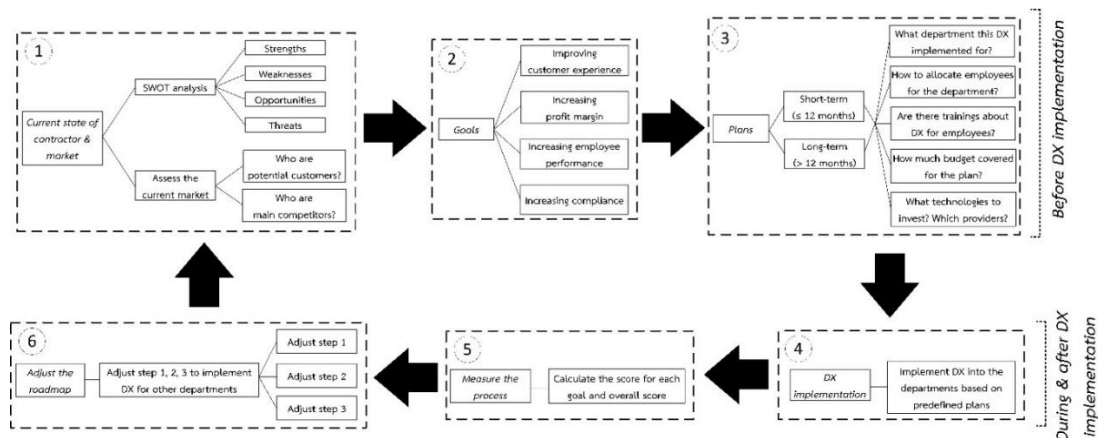 1
Current state of
contractor &
market
SWOT analysis
Strengths
Weaknesses
Opportunities
Threats
Assess the
current market
Who are
potential customers?
Who are
main competitors?
2
Goals
Improving
customer experience
Increasing
profit margin
Increasing employee
performance
Increasing compliance
3
Plans
Short-term
(≤ 12 months)
Long-term
(> 12 months)
What department this DX
implemented for?
How to allocate employees
for the department?
Are there trainings about
DX for employees?
How much budget covered
for the plan?
What technologies to
invest? Which providers?
Before DX implementation
4
DX
implementation
Implement DX into the
departments based on
predefined plans
5
Measure the
process
Calculate the score for each
goal and overall score
6
Adjust the
roadmap
Adjust step 1, 2, 3 to implement
DX for other departments
Adjust step 1
Adjust step 2
Adjust step 3
During & after DX
implementation